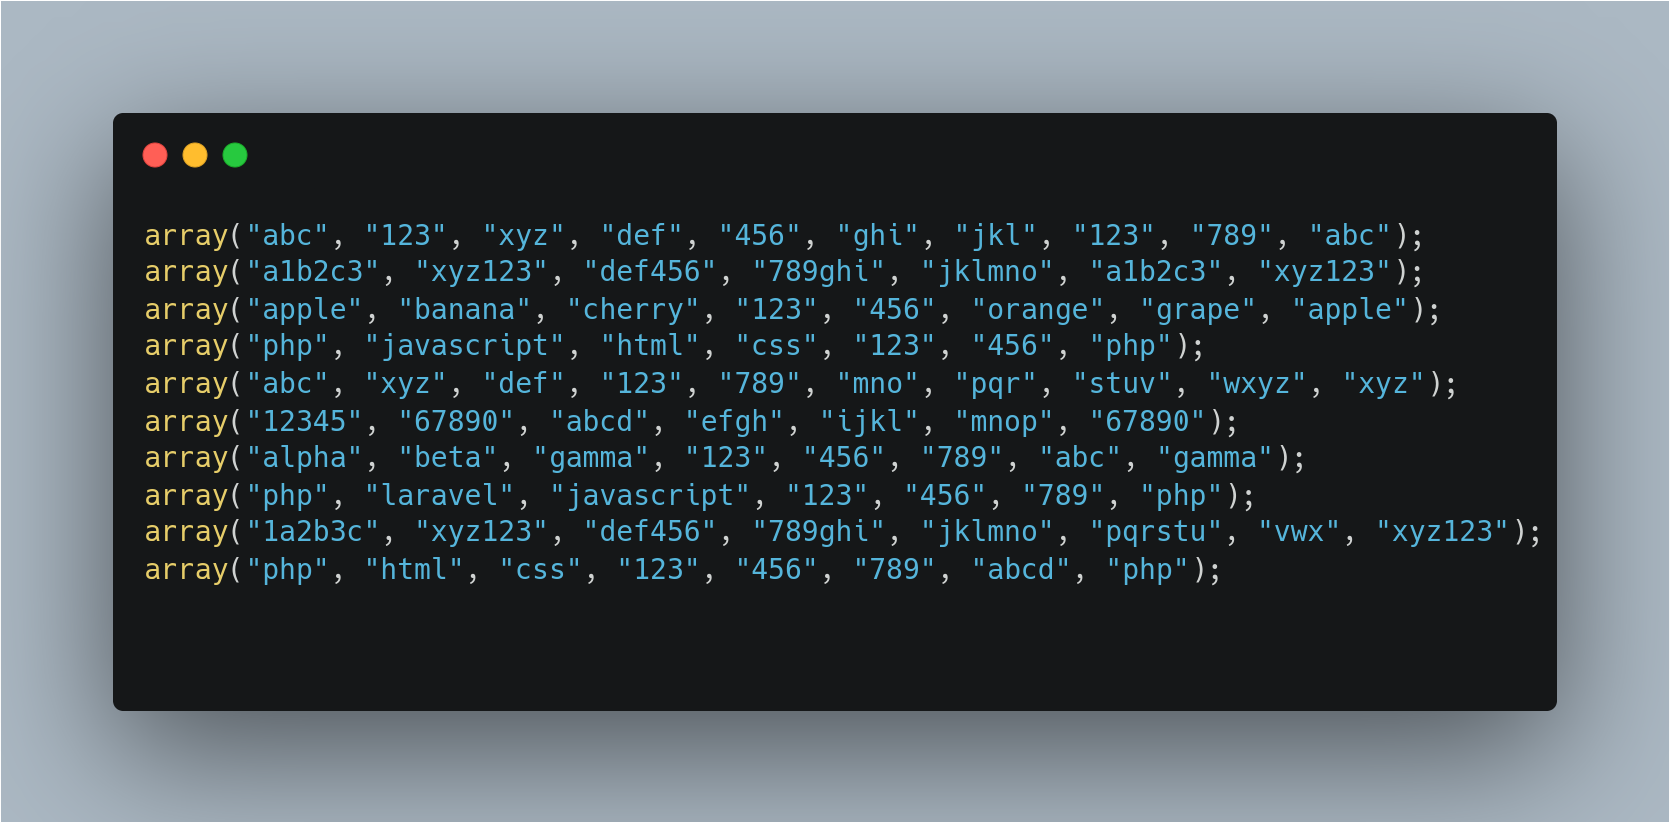 array("abc", "123", "xyz", "def", "456", "ghi", "jkl", "123", "789", "abc");
array("a1b2c3", "xyz123", "def456", "789ghi", "jklmno", "a1b2c3", "xyz123");
array("apple", "banana", "cherry", "123", "456", "orange", "grape", "apple");
array("php", "javascript", "html", "css", "123", "456", "php");
array("abc", "xyz", "def", "123", "789", "mno", "pqr", "stuv", "wxyz", "xyz");
array("12345", "67890", "abcd", "efgh", "ijkl", "mnop", "67890");
array("alpha", "beta", "gamma", "123", "456", "789", "abc", "gamma");
array("php", "laravel", "javascript", "123", "456", "789", "php");
array("1a2b3c", "xyz123", "def456", "789ghi", "jklmno", "pqrstu", "vwx", "xyz123");
array("php", "html", "css", "123", "456", "789", "abcd", "php");